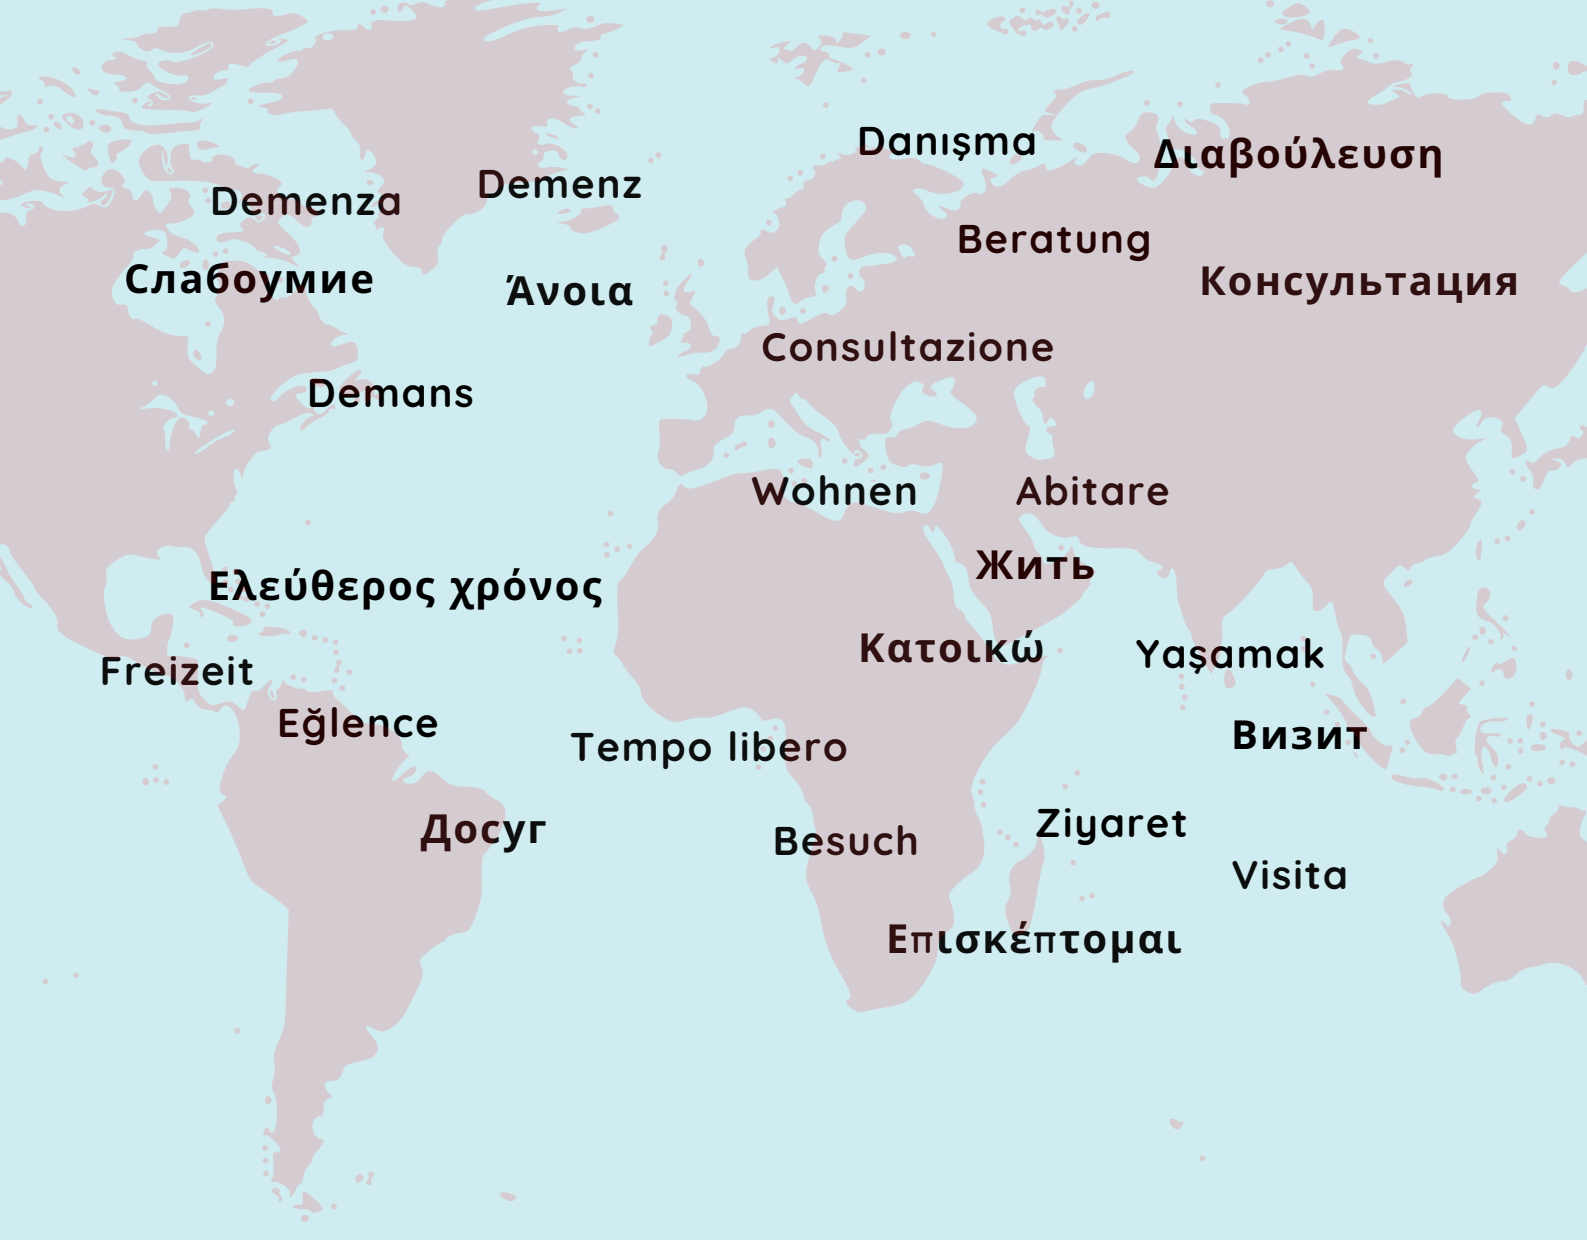 Danışma
Διαβούλευση
Demenz
Demenza
Beratung
Слабоумие
Άνοια
Консультация
Consultazione
Demans
Wohnen
Abitare
Жить
Ελεύθερος χρόνος
Κατοικώ
Yaşamak
Freizeit
Eğlence
Визит
Tempo libero
Досуг
Ziyaret
Besuch
Visita
Επισκέπτομαι